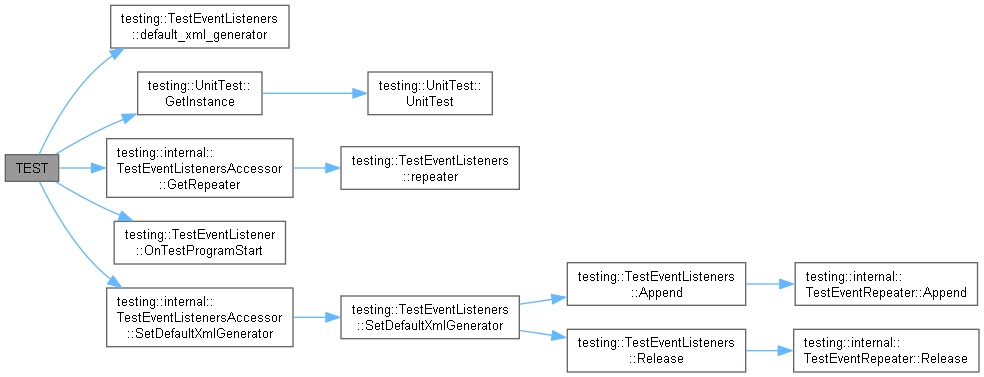 TEST
testing::TestEventListeners
::default_xml_generator
testing::UnitTest::
GetInstance
testing::UnitTest::
UnitTest
testing::internal::
TestEventListenersAccessor
::GetRepeater
testing::TestEventListeners
::repeater
testing::TestEventListener
::OnTestProgramStart
testing::internal::
TestEventListenersAccessor
::SetDefaultXmlGenerator
testing::TestEventListeners
::SetDefaultXmlGenerator
testing::TestEventListeners
::Append
testing::internal::
TestEventRepeater::Append
testing::TestEventListeners
::Release
testing::internal::
TestEventRepeater::Release